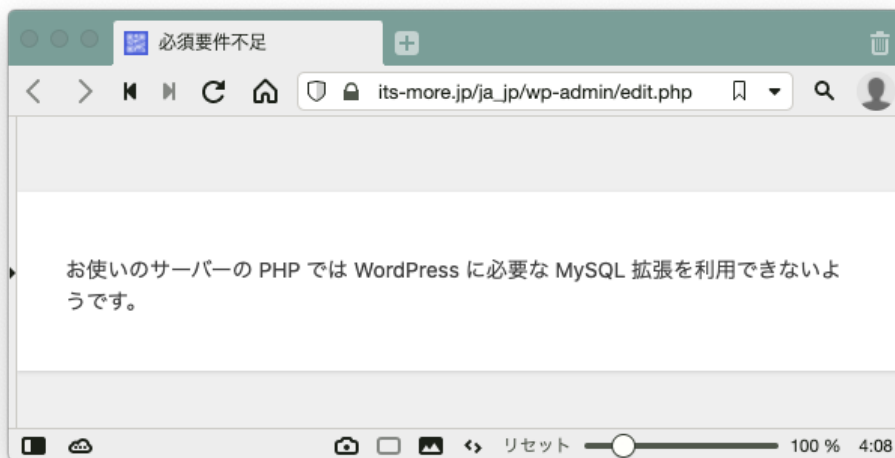 必須要件不足
its-more.jp/ja_jp/wp-admin/edit.php
お使いのサーバーの PHP では WordPress に必要な MySQL 拡張を利用できないよ
うです。
リセット 100 % 4:08